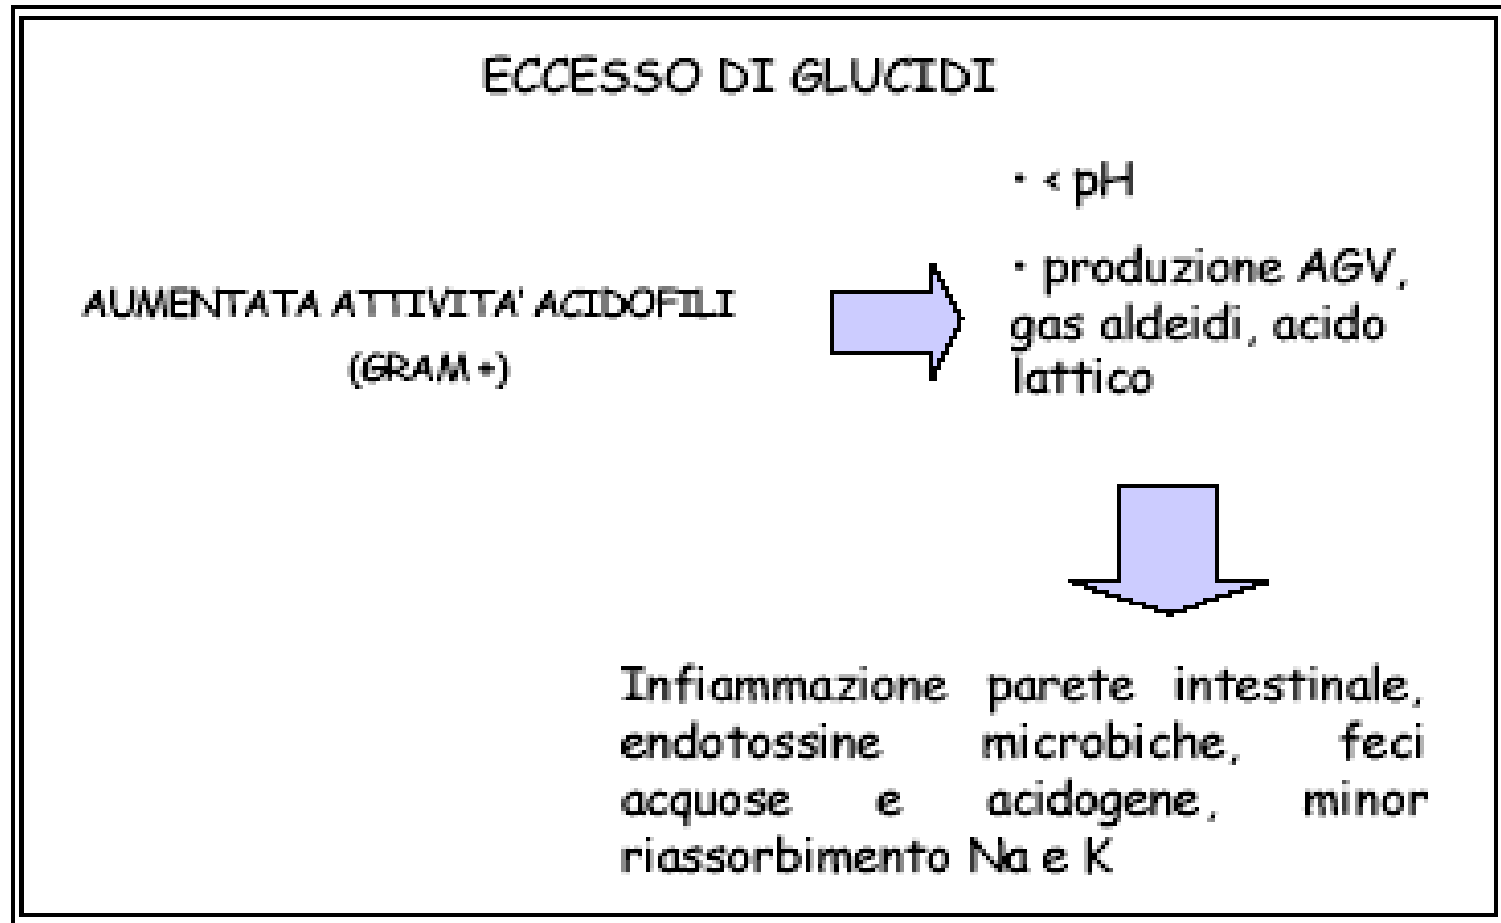 ECCESSO DI GLUCIDI
AUMENTATA ATTIVITA' ACIDOFILI
(GRAM +)
• < pH
• produzione AGV,
gas aldeidi, acido
lattico
Infiammazione parete intestinale,
endotossine microbiche, feci
acquose e acidogene, minor
riassorbimento Na e K